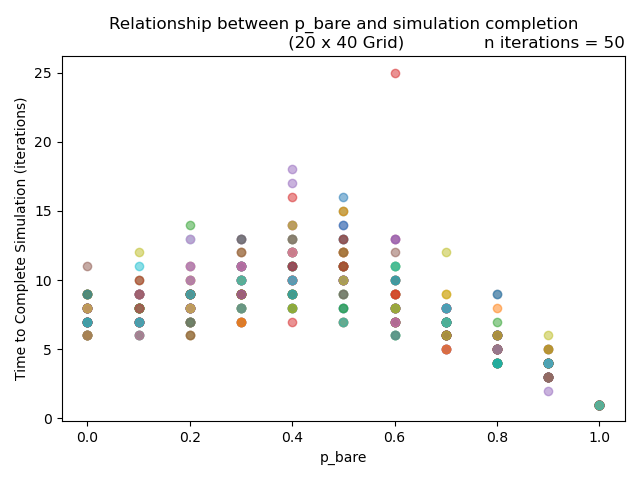 Relationship between p_bare and simulation completion
(20 x 40 Grid) n iterations = 50
Time to Complete Simulation (iterations)
25
20
15
10
5
0
0.0 0.2 0.4 0.6 0.8 1.0
p_bare